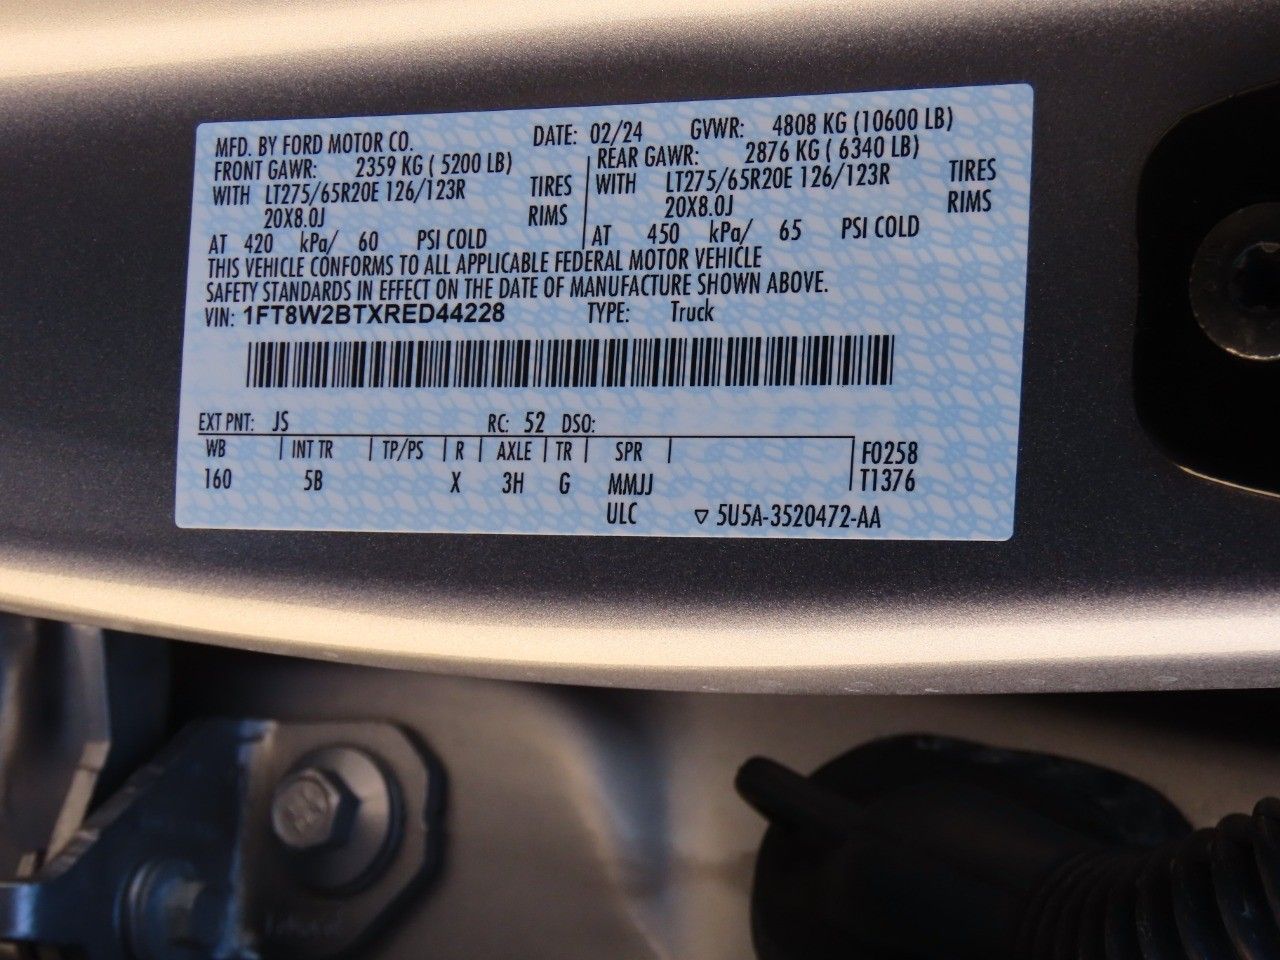 MFD. BY FORD MOTOR CO. DATE: 02/24 GVWR: 4808 KG (10600 LB)
FRONT GAWR: 2359 KG ( 5200 LB) REAR GAWR: 2876 KG ( 6340 LB)
WITH LT275/65R20E 126/123R TIRES WITH LT275/65R20E 126/123R TIRES
20X8.0J RIMS 20X8.0J RIMS
AT 420 kPa/ 60 PSI COLD AT 450 kPa/ 65 PSI COLD
THIS VEHICLE CONFORMS TO ALL APPLICABLE FEDERAL MOTOR VEHICLE
SAFETY STANDARDS IN EFFECT ON THE DATE OF MANUFACTURE SHOWN ABOVE.
VIN: 1FT8W2BTXRED44228 TYPE: Truck
EXT PNT: JS RC: 52 DSO:
WB INT TR TP/PS R AXLE TR SPR F0258
160 5B X 3H G MMJJ T1376
ULC ▽ 5U5A-3520472-AA